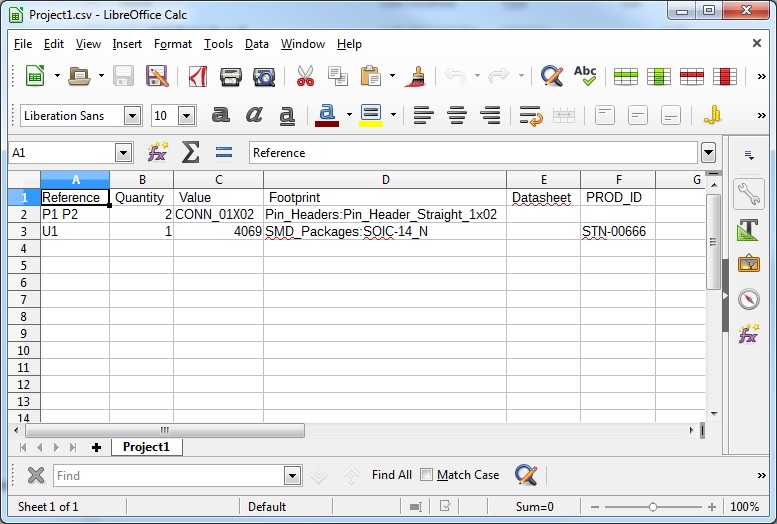 Project1.csv - LibreOffice Calc
File Edit View Insert Format Tools Data Window Help
Abc
Liberation Sans 10 a a a a
A1 Reference
A B C D E F G
1 Reference Quantity Value Footprint Datasheet PROD_ID
2 P1 P2 2 CONN_01X02 Pin_Headers:Pin_Header_Straight_1x02
3 U1 1 4069 SMD_Packages:SOIC-14_N STN-00666
4
5
6
7
8
9
10
11
12
13
14
Project1
Find Find All Match Case
Sheet 1 of 1 Default Sum=0 100%